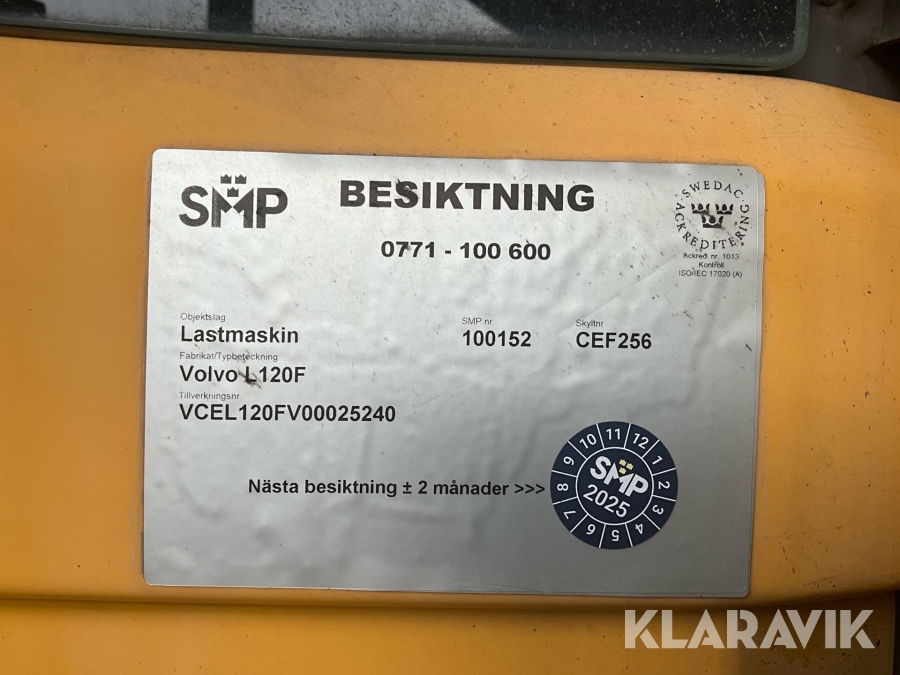 SMP
BESIKTNING
0771 - 100 600
SWEDAC
ACKREDITERING
Ackred. nr. 1013
Kontroll
ISO/IEC 17020 (A)
Objektslag
Lastmaskin
SMP nr
100152
Skyltnr
CEF256
Fabrikat/Typbeteckning
Volvo L120F
Tillverkningsnr
VCEL120FV00025240
Nästa besiktning ± 2 månader >>>
1 2 3 4 5 6 7 8 9 10 11 12
SMP
2025
KLARAVIK